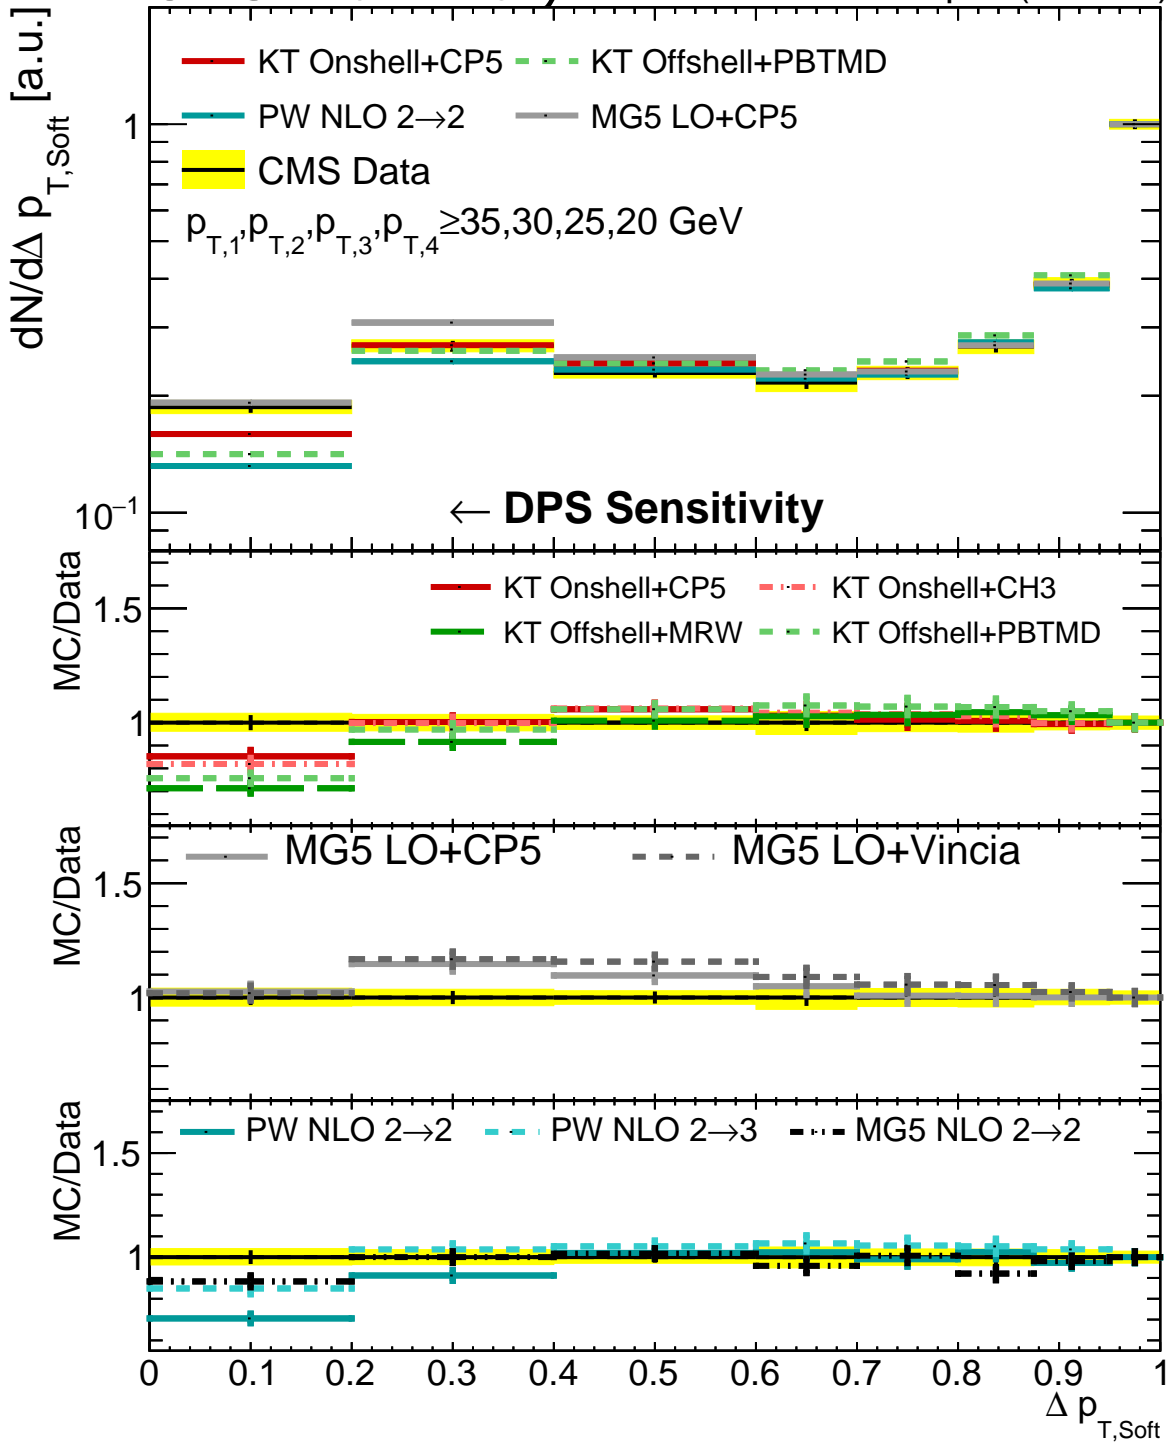 dN/dΔ p_T,Soft [a.u.]
KT Onshell+CP5 KT Offshell+PBTMD
PW NLO 2→2 MG5 LO+CP5
CMS Data
p_T,1,p_T,2,p_T,3,p_T,4≥35,30,25,20 GeV
1
10⁻¹
← DPS Sensitivity
MC/Data
KT Onshell+CP5 KT Onshell+CH3
KT Offshell+MRW KT Offshell+PBTMD
1.5
1
MC/Data
MG5 LO+CP5 MG5 LO+Vincia
1.5
1
MC/Data
PW NLO 2→2 PW NLO 2→3 MG5 NLO 2→2
1.5
1
0 0.1 0.2 0.3 0.4 0.5 0.6 0.7 0.8 0.9 1
Δ p_T,Soft